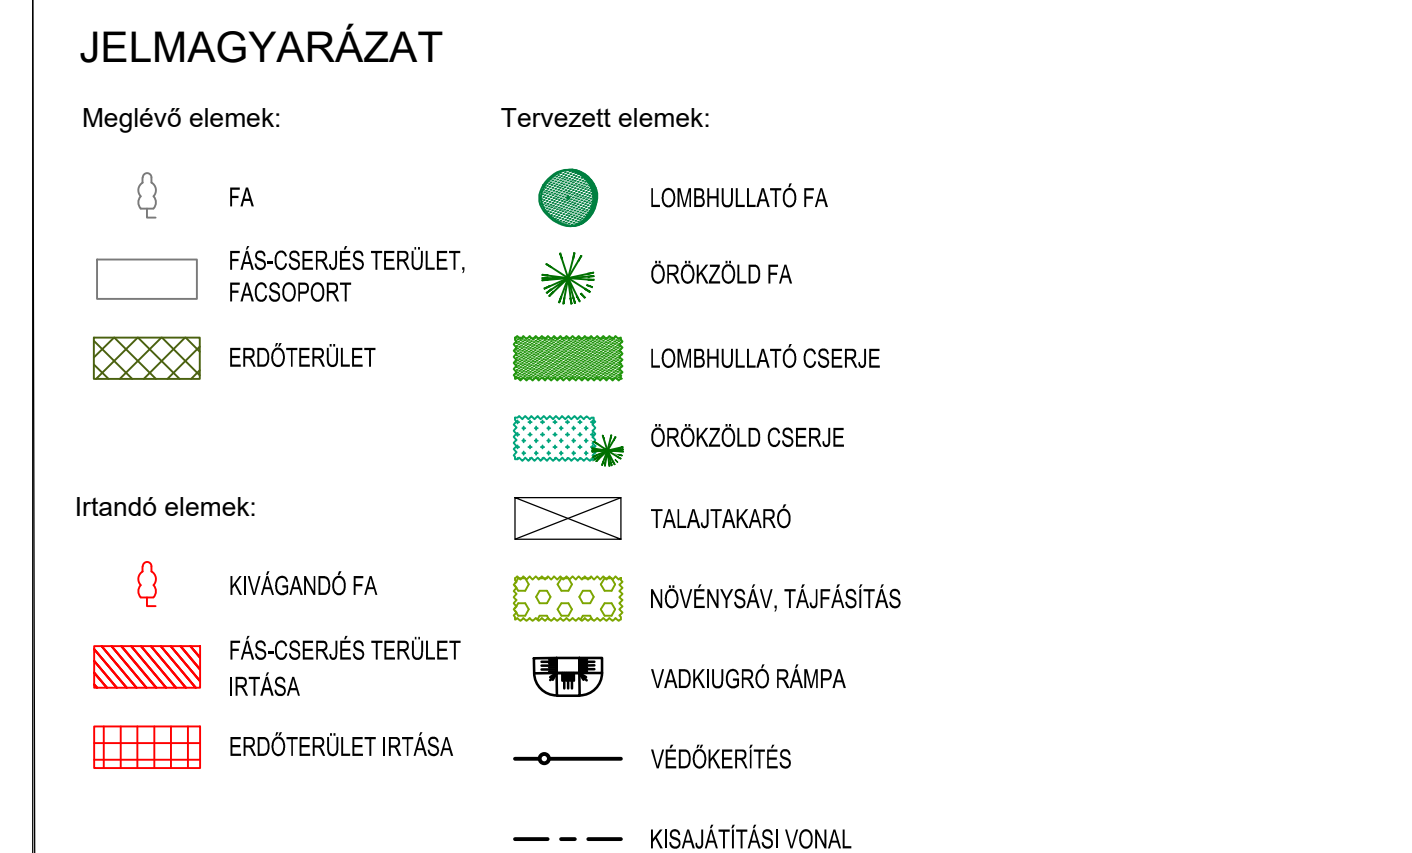 JELMAGYARÁZAT
Meglévő elemek:
FA
FÁS-CSERJÉS TERÜLET,
FACSOPORT
ERDŐTERÜLET
Irtandó elemek:
KIVÁGANDÓ FA
FÁS-CSERJÉS TERÜLET
IRTÁSA
ERDŐTERÜLET IRTÁSA
Tervezett elemek:
LOMBHULLATÓ FA
ÖRÖKZÖLD FA
LOMBHULLATÓ CSERJE
ÖRÖKZÖLD CSERJE
TALAJTAKARÓ
NÖVÉNYSÁV, TÁJFÁSÍTÁS
VADKIUGRÓ RÁMPA
VÉDŐKERÍTÉS
KISAJÁTÍTÁSI VONAL